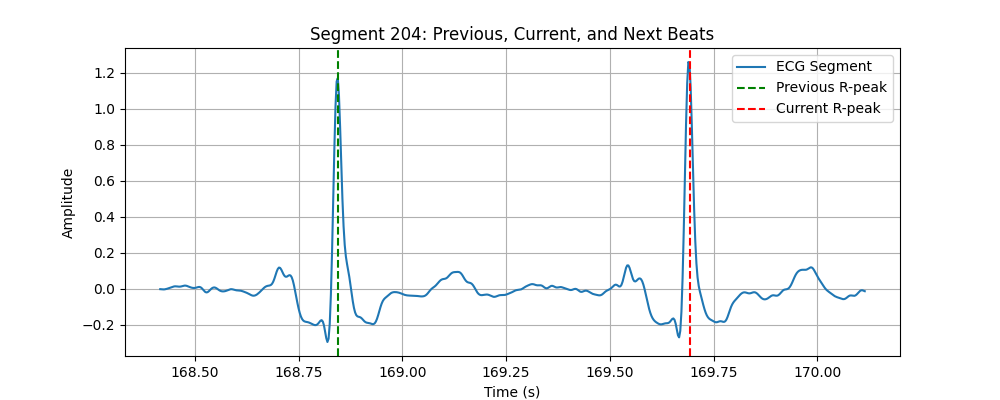 Segment 204: Previous, Current, and Next Beats
ECG Segment
Previous R-peak
Current R-peak
Amplitude
1.2
1.0
0.8
0.6
0.4
0.2
0.0
−0.2
168.50 168.75 169.00 169.25 169.50 169.75 170.00
Time (s)